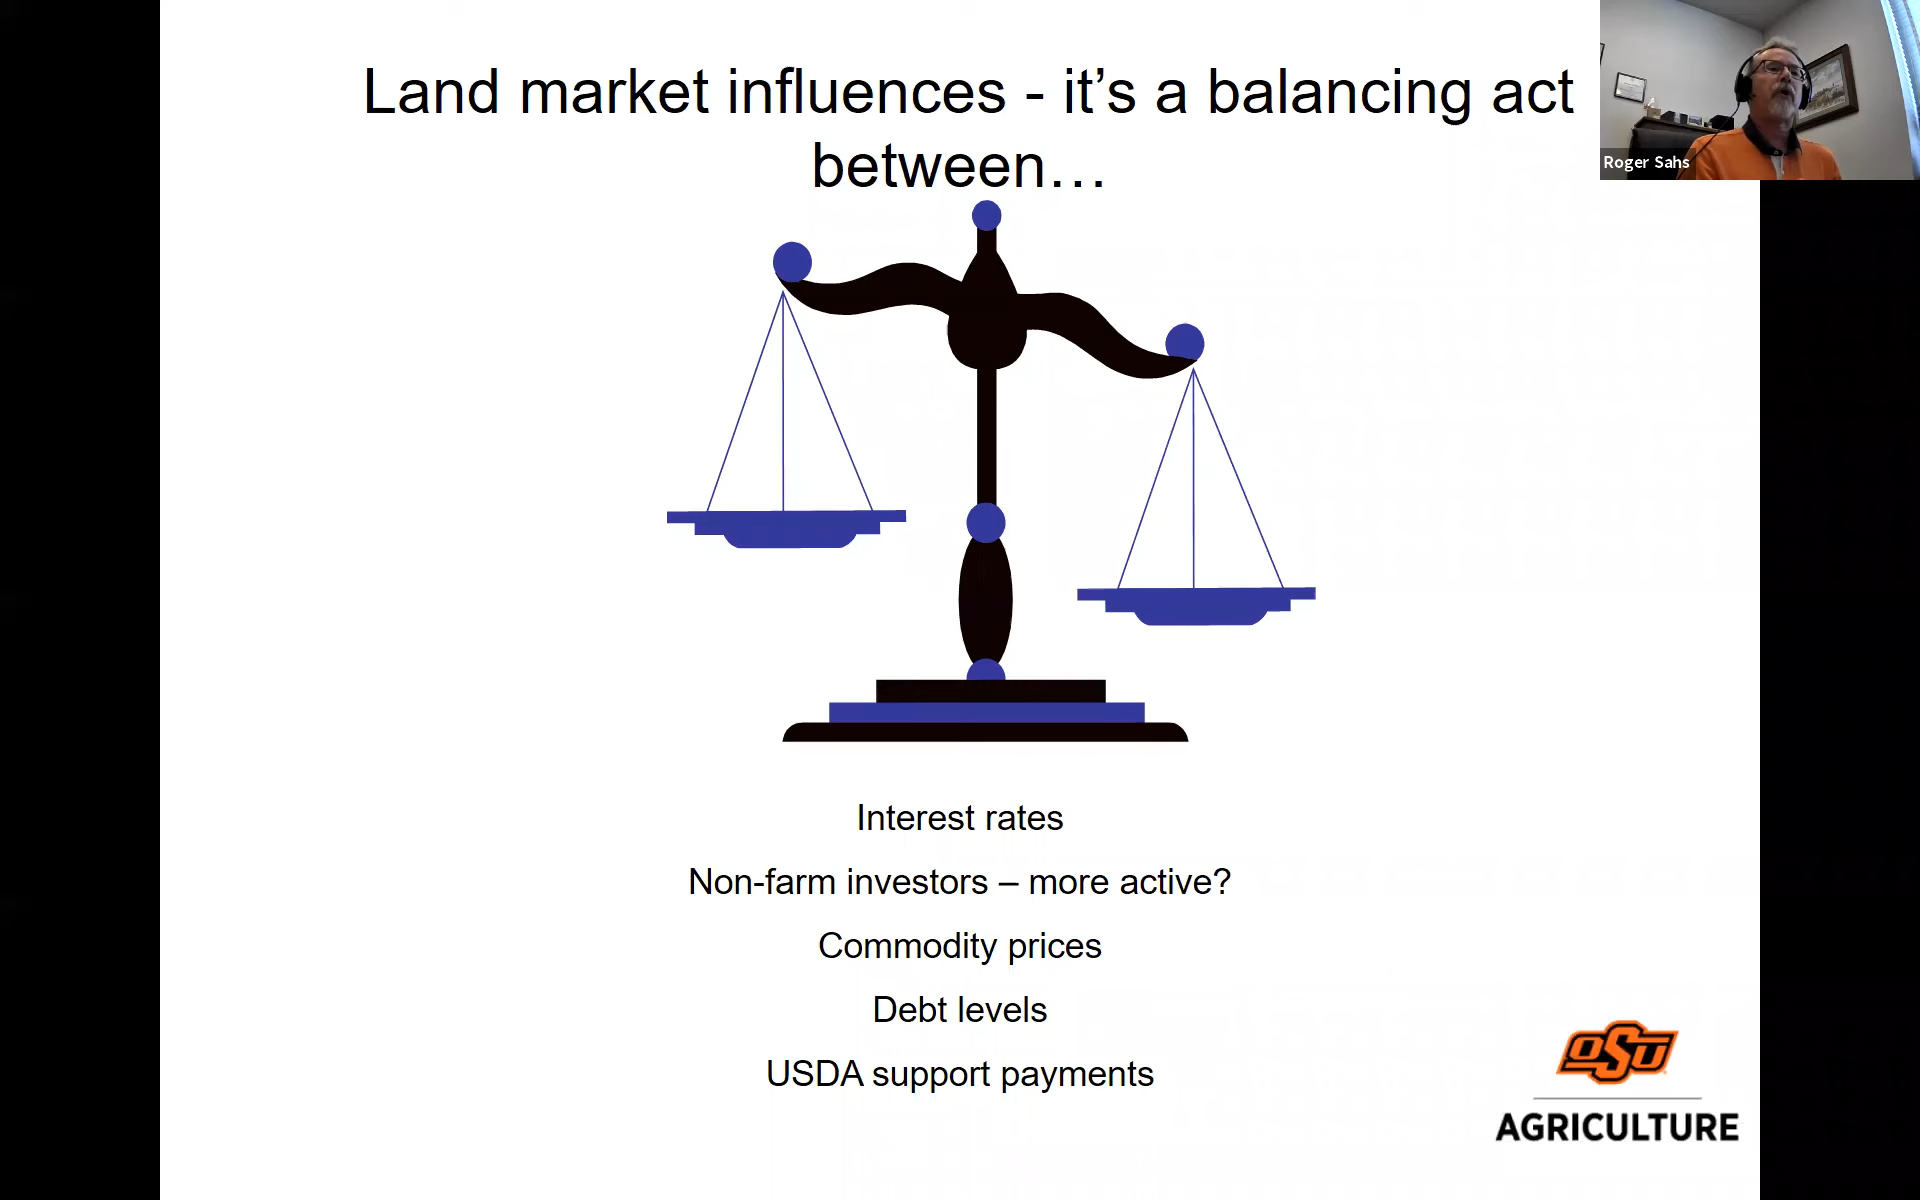 Land market influences - it’s a balancing act
between…
Roger Sahs
Interest rates
Non-farm investors – more active?
Commodity prices
Debt levels
USDA support payments
OSU
AGRICULTURE